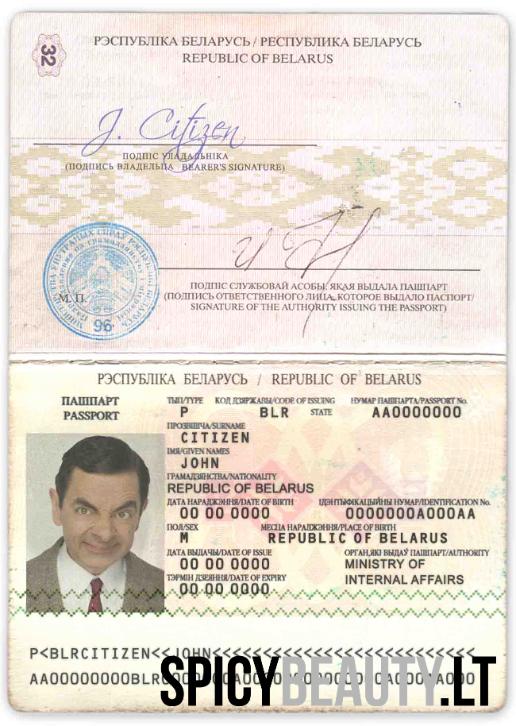 32
РЭСПУБЛІКА БЕЛАРУСЬ / РЕСПУБЛИКА БЕЛАРУСЬ
REPUBLIC OF BELARUS
J. Citizen
ПОДПІС УЛАДАЛЬНІКА
(ПОДПИСЬ ВЛАДЕЛЬЦА BEARER'S SIGNATURE)
М. П.
96
ПОДПІС СЛУЖБОВАЙ АСОБЫ, ЯКАЯ ВЫДАЛА ПАШПАРТ
(ПОДПИСЬ ОТВЕТСТВЕННОГО ЛИЦА, КОТОРОЕ ВЫДАЛО ПАСПОРТ/
SIGNATURE OF THE AUTHORITY ISSUING THE PASSPORT)
РЭСПУБЛІКА БЕЛАРУСЬ / REPUBLIC OF BELARUS
ПАШПАРТ
PASSPORT
ТЫП/TYPE КОД ДЗЯРЖАВЫ/CODE OF ISSUING STATE НУМАР ПАШПАРТА/PASSPORT No.
P BLR AA0000000
ПРОЗВІШЧА/SURNAME
CITIZEN
ІМЯ/GIVEN NAMES
JOHN
ГРАМАДЗЯНСТВА/NATIONALITY
REPUBLIC OF BELARUS
ДАТА НАРАДЖЭННЯ/DATE OF BIRTH ІДЭНТЫФІКАЦЫЙНЫ НУМАР/IDENTIFICATION No.
00 00 0000 0000000A000AA
ПОЛ/SEX МЕСЦА НАРАДЖЭННЯ/PLACE OF BIRTH
M REPUBLIC OF BELARUS
ДАТА ВЫДАЧЫ/DATE OF ISSUE ОРГАН,ЯКІ ВЫДАЎ ПАШПАРТ/AUTHORITY
00 00 0000 MINISTRY OF
ТЭРМІН ДЗЕЯННЯ/DATE OF EXPIRY INTERNAL AFFAIRS
00 00 0000
P<BLRCITIZEN<<JOHN<<<<<<<<<<<<<<<<<<<<<<<<<<
SPICYBEAUTY.LT